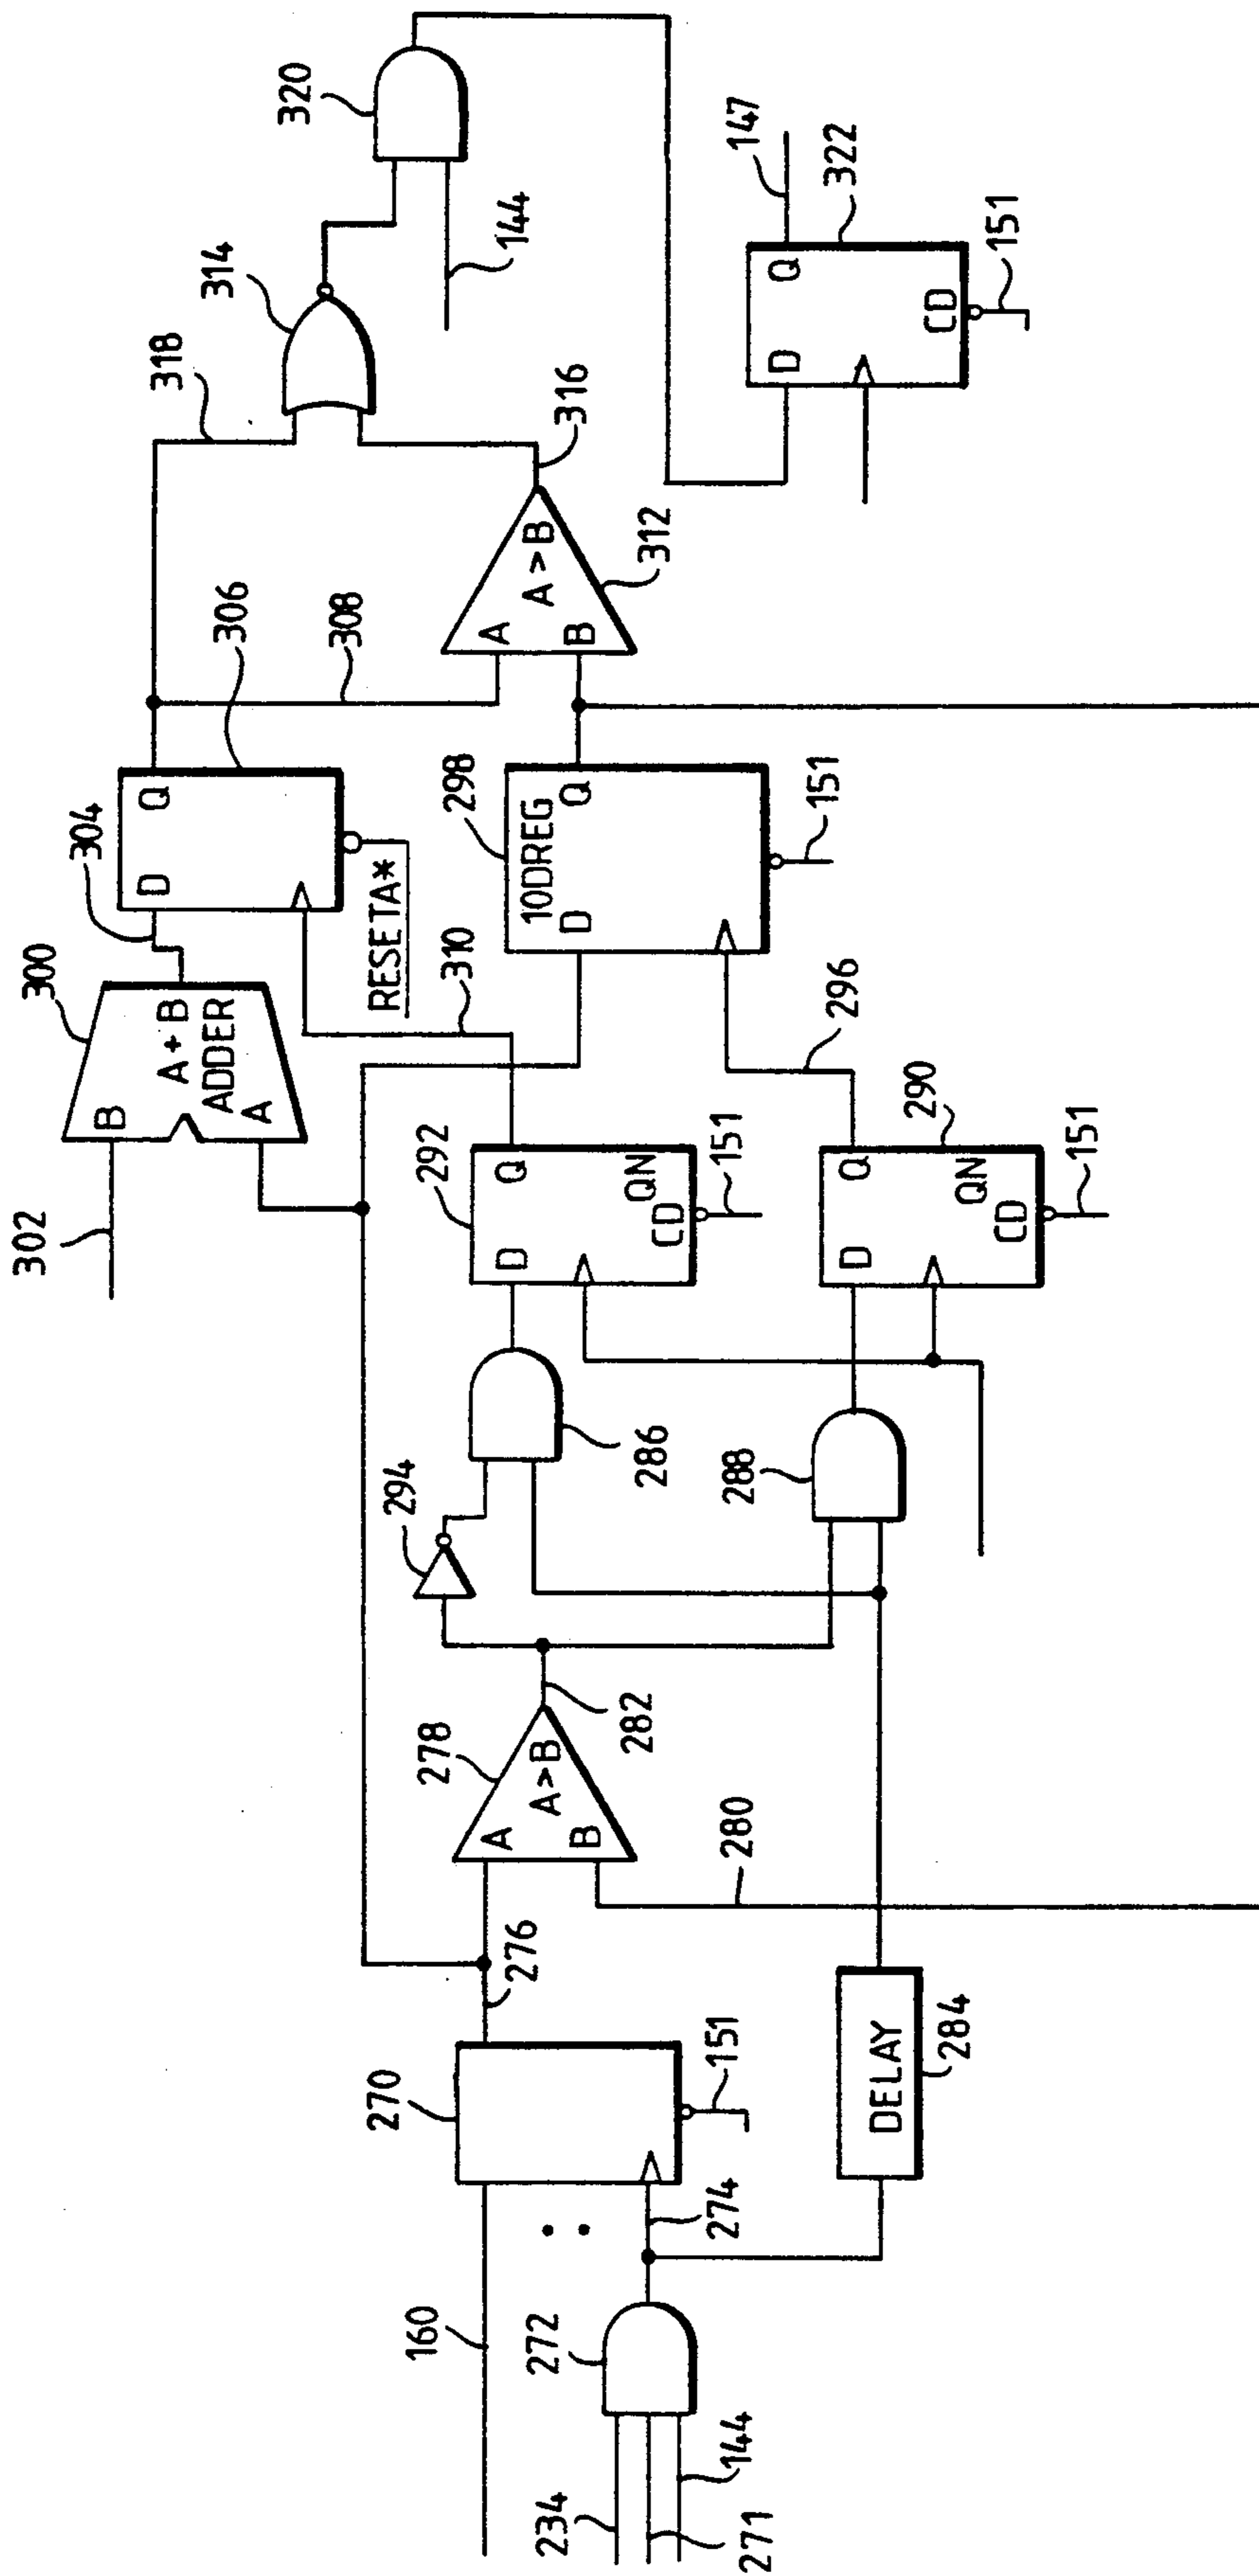 160
234
271
144
272
274
270
151
276
DELAY
284
278
A
A>B
B
280
282
294
286
288
302
300
B
A+B
ADDER
A
304
292
D
Q
QN
CD
151
290
D
Q
QN
CD
151
310
296
306
D
Q
RESETA*
298
10DREG
D
Q
151
308
318
312
A
A>B
B
316
314
320
144
322
D
Q
CD
147
151